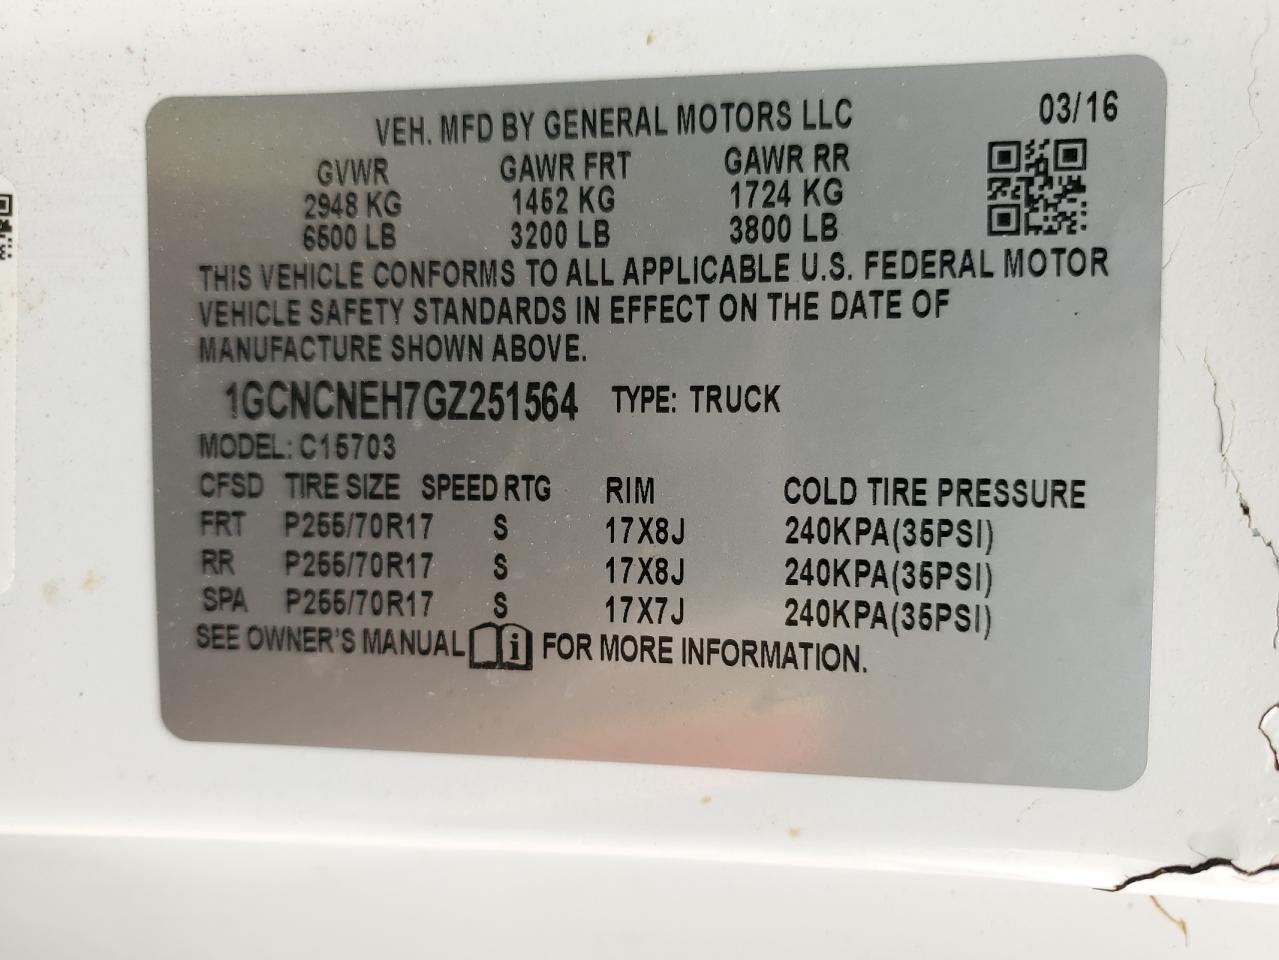 VEH. MFD BY GENERAL MOTORS LLC 03/16
GVWR GAWR FRT GAWR RR
2948 KG 1452 KG 1724 KG
6500 LB 3200 LB 3800 LB
THIS VEHICLE CONFORMS TO ALL APPLICABLE U.S. FEDERAL MOTOR
VEHICLE SAFETY STANDARDS IN EFFECT ON THE DATE OF
MANUFACTURE SHOWN ABOVE.
1GCNCNEH7GZ251564 TYPE: TRUCK
MODEL: C15703
CFSD TIRE SIZE SPEED RTG RIM COLD TIRE PRESSURE
FRT P255/70R17 S 17X8J 240KPA(35PSI)
RR P255/70R17 S 17X8J 240KPA(35PSI)
SPA P255/70R17 S 17X7J 240KPA(35PSI)
SEE OWNER'S MANUAL i FOR MORE INFORMATION.